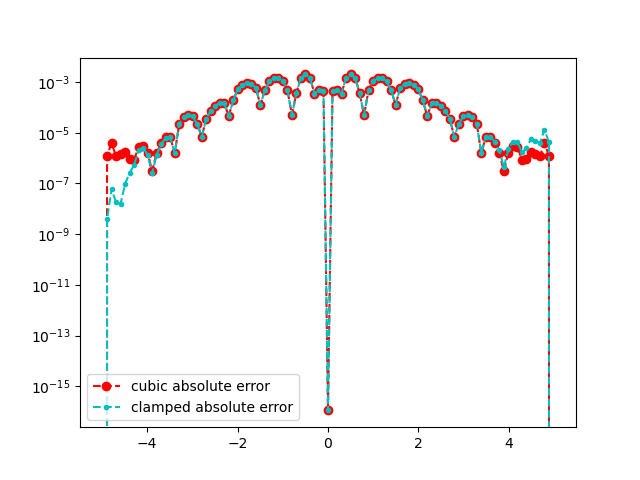 10⁻³
10⁻⁵
10⁻⁷
10⁻⁹
10⁻¹¹
10⁻¹³
10⁻¹⁵
cubic absolute error
clamped absolute error
−4 −2 0 2 4